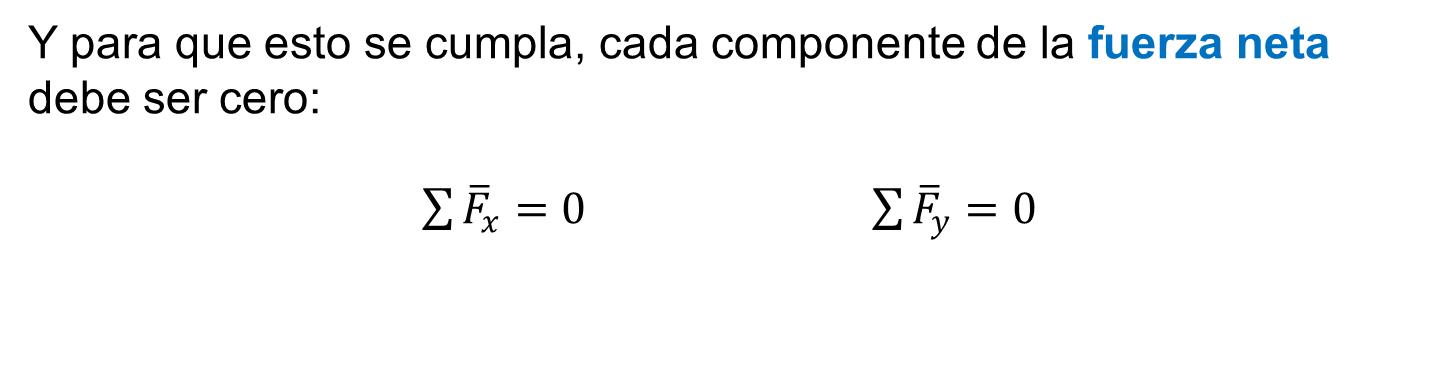 Y para que esto se cumpla, cada componente de la fuerza neta
debe ser cero:
∑ F̅ₓ = 0 ∑ F̅ᵧ = 0